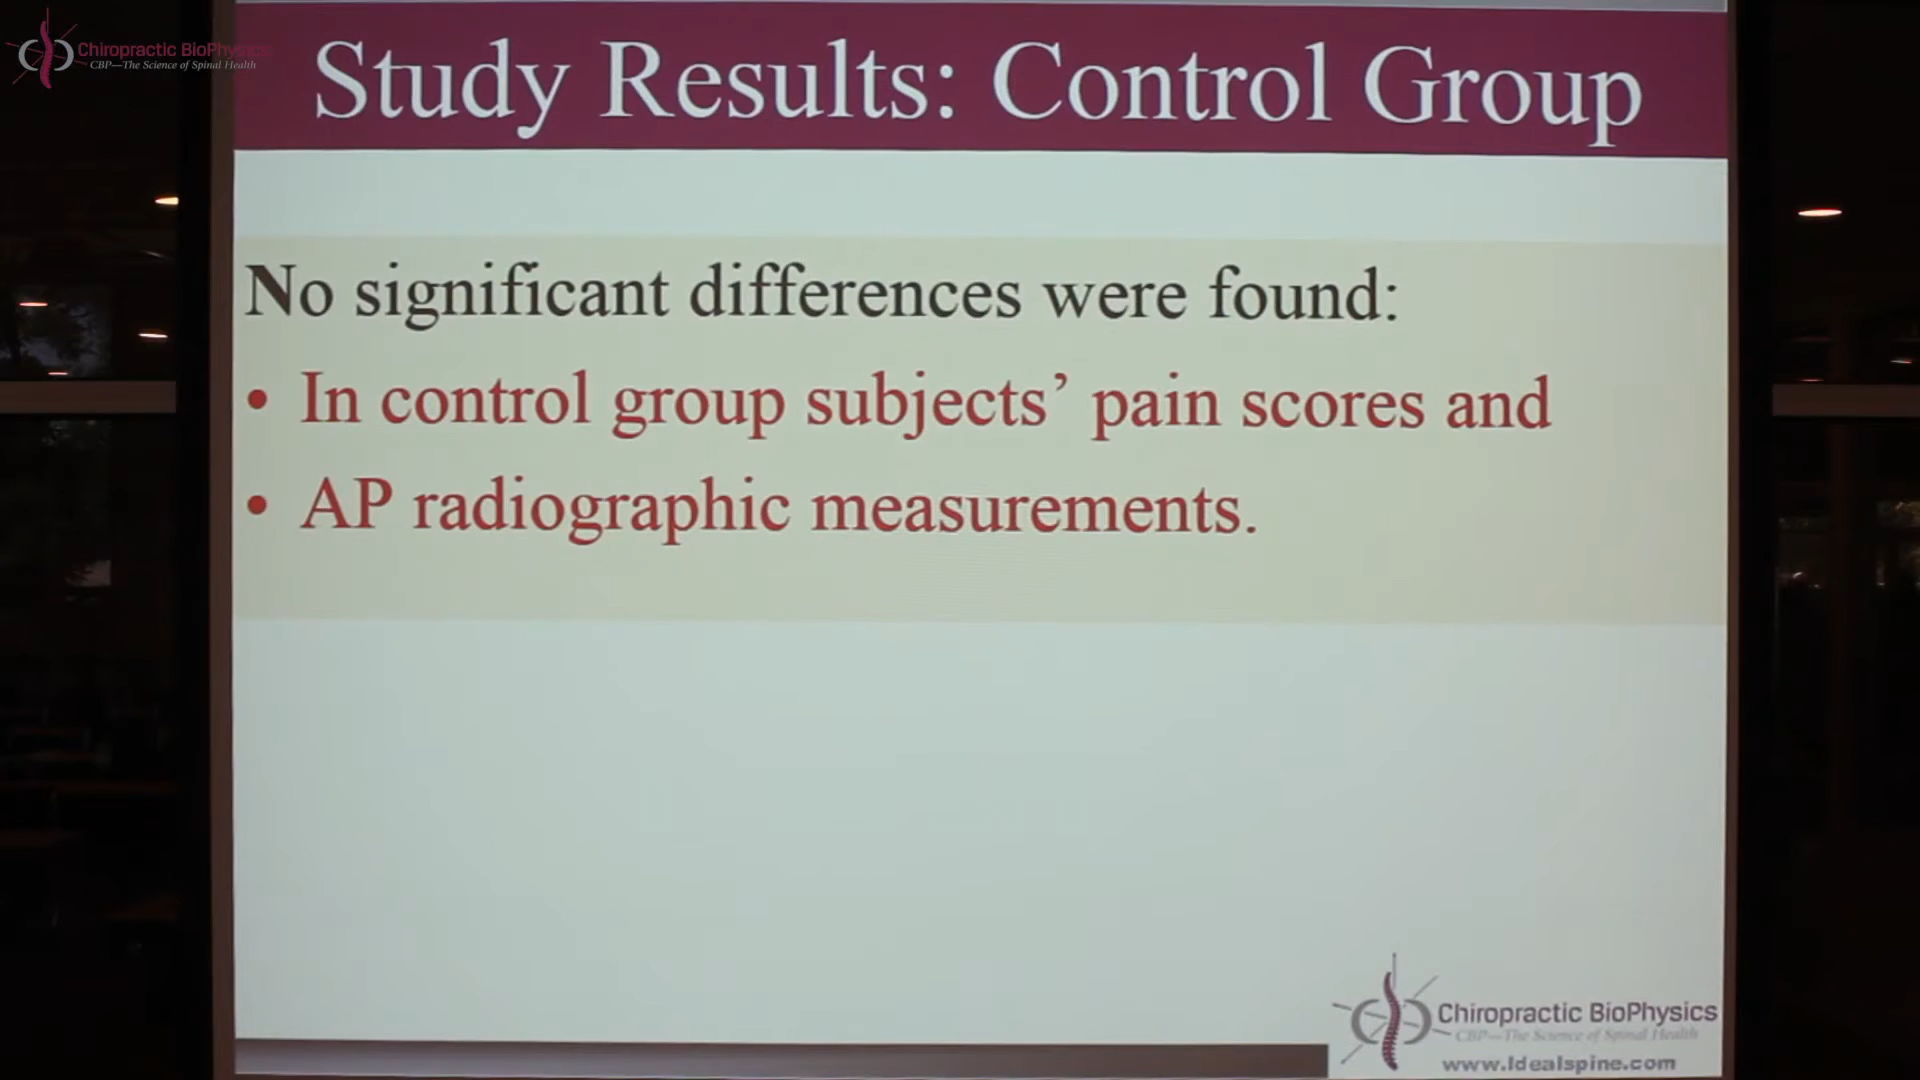 Chiropractic BioPhysics
CBP—The Science of Spinal Health
Study Results: Control Group
No significant differences were found:
• In control group subjects’ pain scores and
• AP radiographic measurements.
Chiropractic BioPhysics
CBP—The Science of Spinal Health
www.Idealspine.com